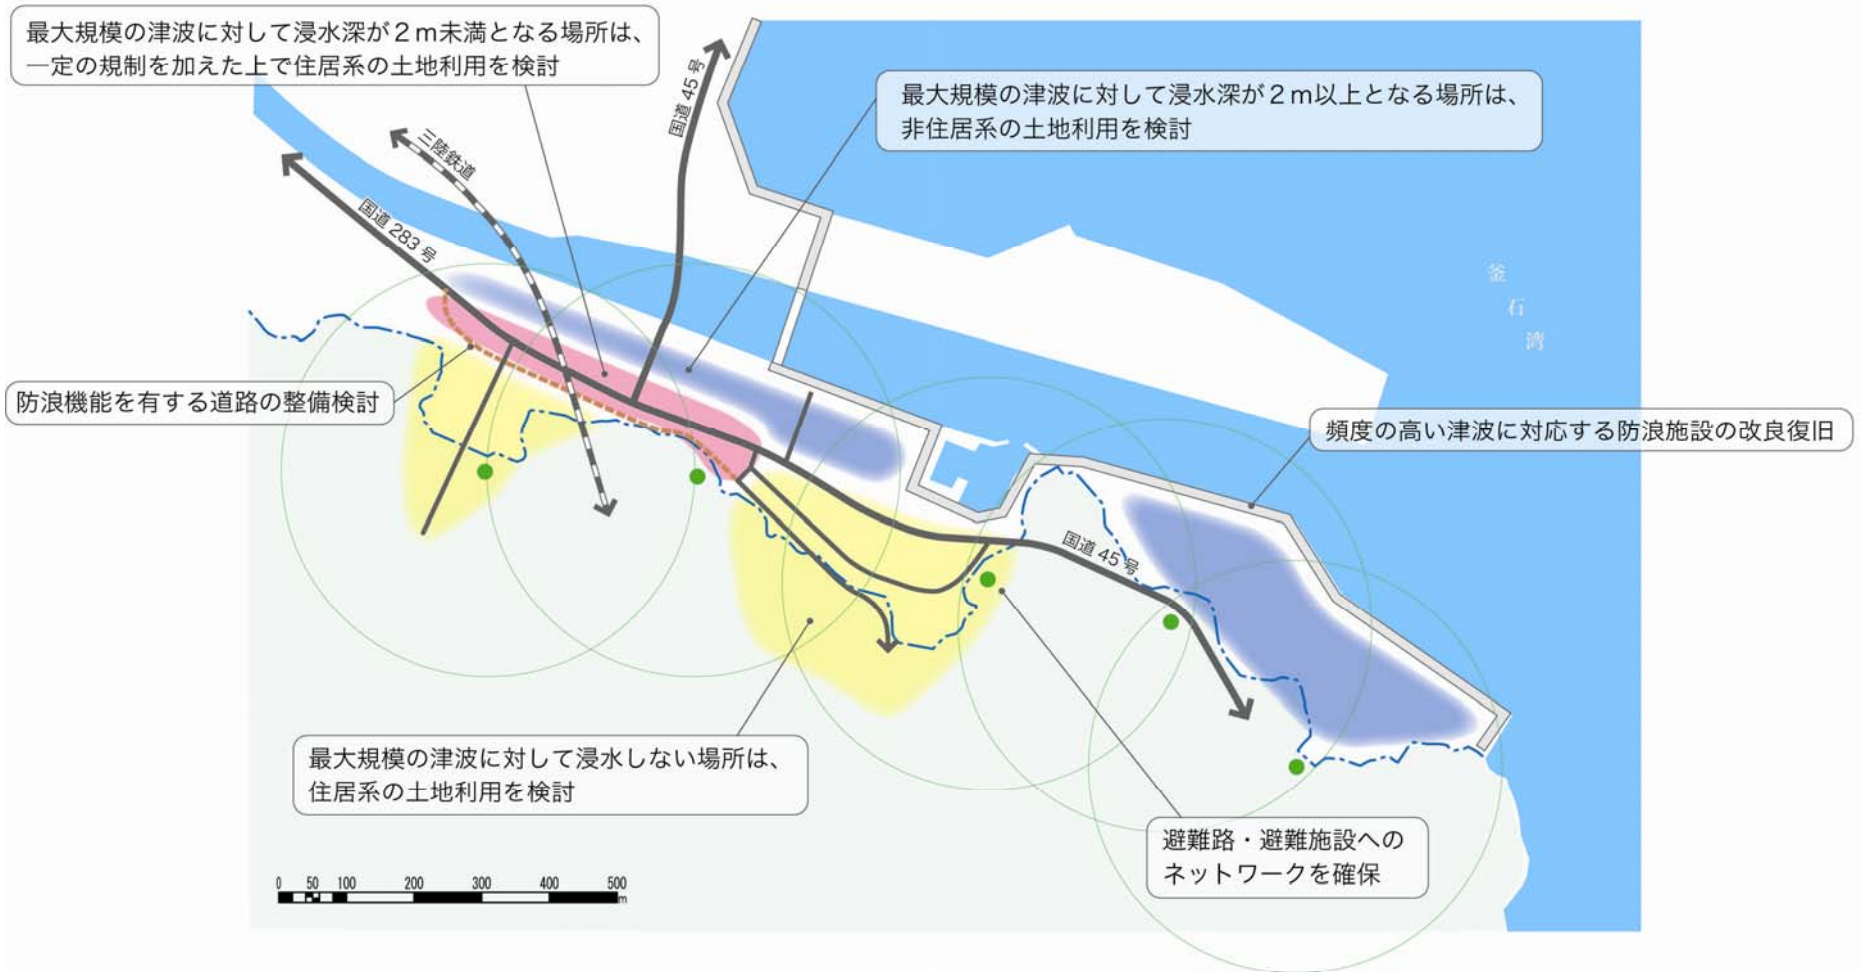 最大規模の津波に対して浸水深が２ｍ未満となる場所は、
一定の規制を加えた上で住居系の土地利用を検討
国道 45 号
最大規模の津波に対して浸水深が２ｍ以上となる場所は、
非住居系の土地利用を検討
三陸鉄道
国道 283 号
釜
石
湾
防浪機能を有する道路の整備検討
頻度の高い津波に対応する防浪施設の改良復旧
国道 45 号
最大規模の津波に対して浸水しない場所は、
住居系の土地利用を検討
避難路・避難施設への
ネットワークを確保
0 50 100 200 300 400 500
m